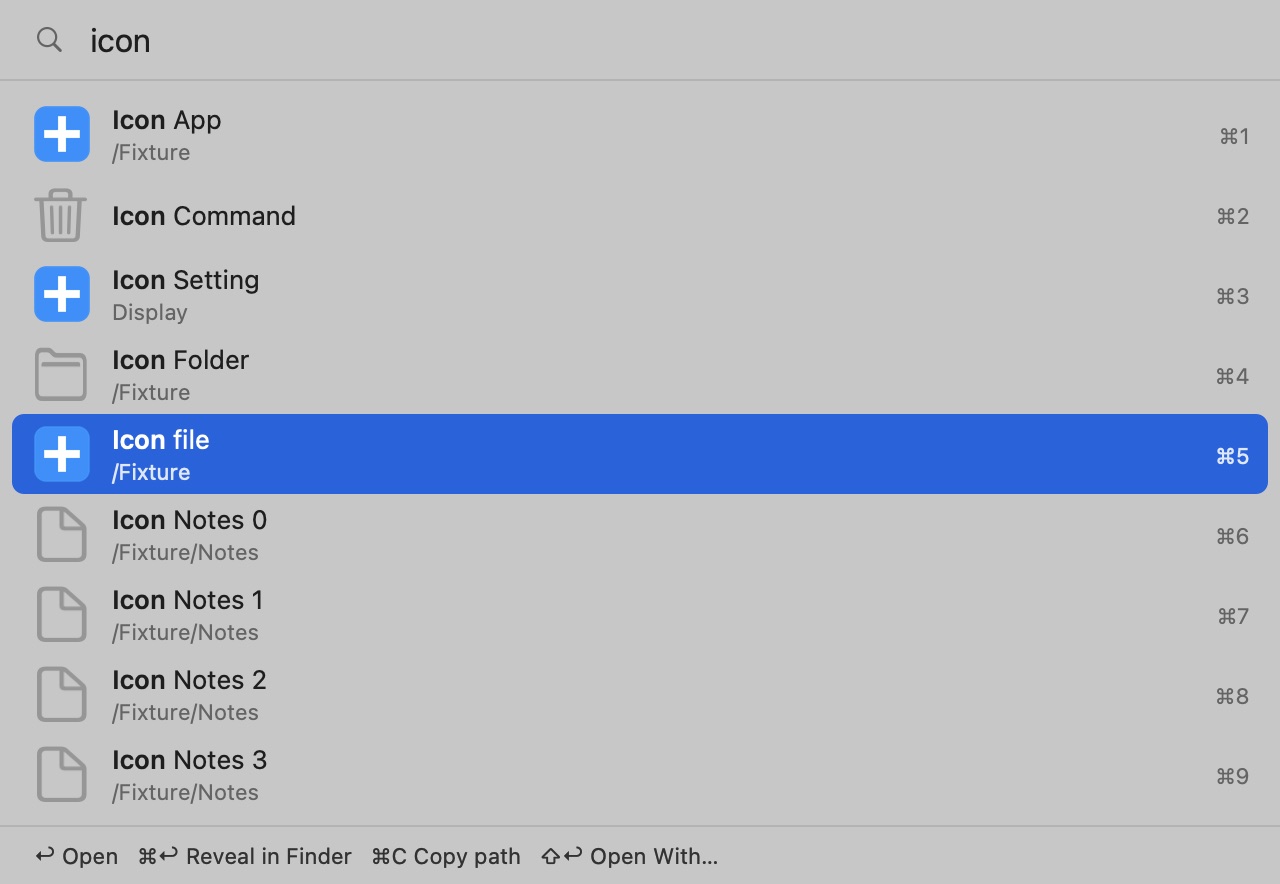 icon
Icon App
/Fixture
⌘1
Icon Command
⌘2
Icon Setting
Display
⌘3
Icon Folder
/Fixture
⌘4
Icon file
/Fixture
⌘5
Icon Notes 0
/Fixture/Notes
⌘6
Icon Notes 1
/Fixture/Notes
⌘7
Icon Notes 2
/Fixture/Notes
⌘8
Icon Notes 3
/Fixture/Notes
⌘9
↩ Open ⌘↩ Reveal in Finder ⌘C Copy path ⇧↩ Open With…